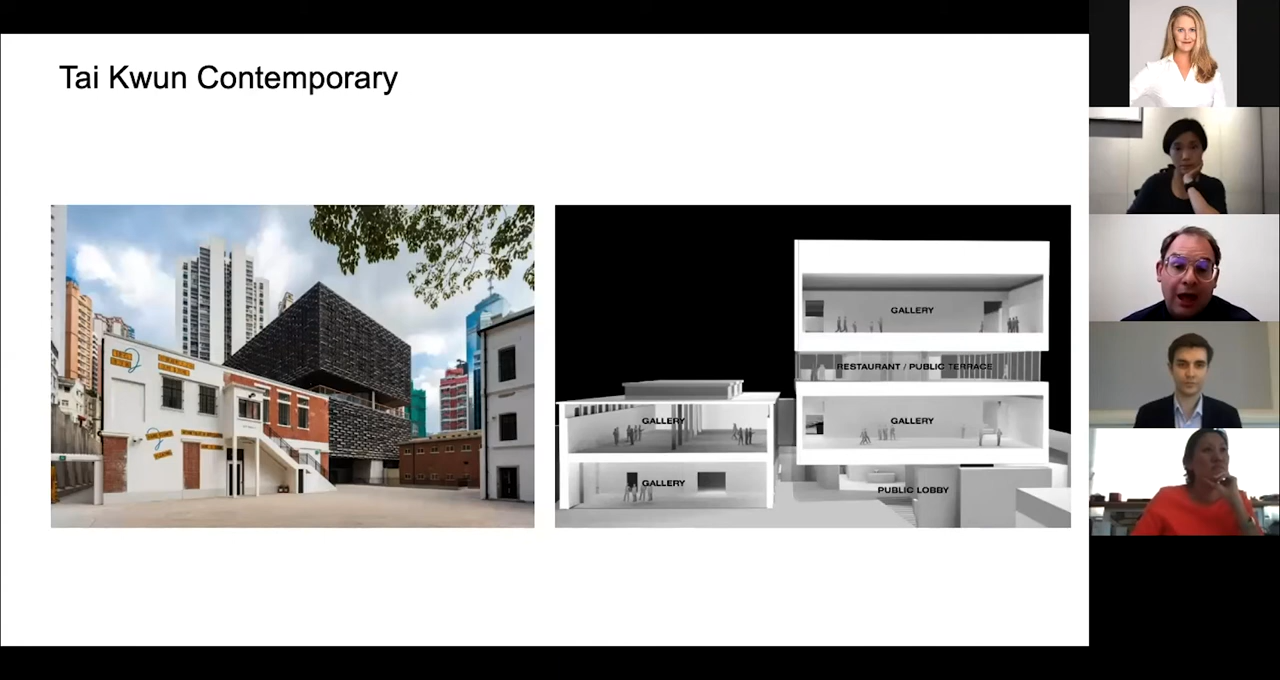 Tai Kwun Contemporary
GALLERY
RESTAURANT / PUBLIC TERRACE
GALLERY
GALLERY
GALLERY
PUBLIC LOBBY